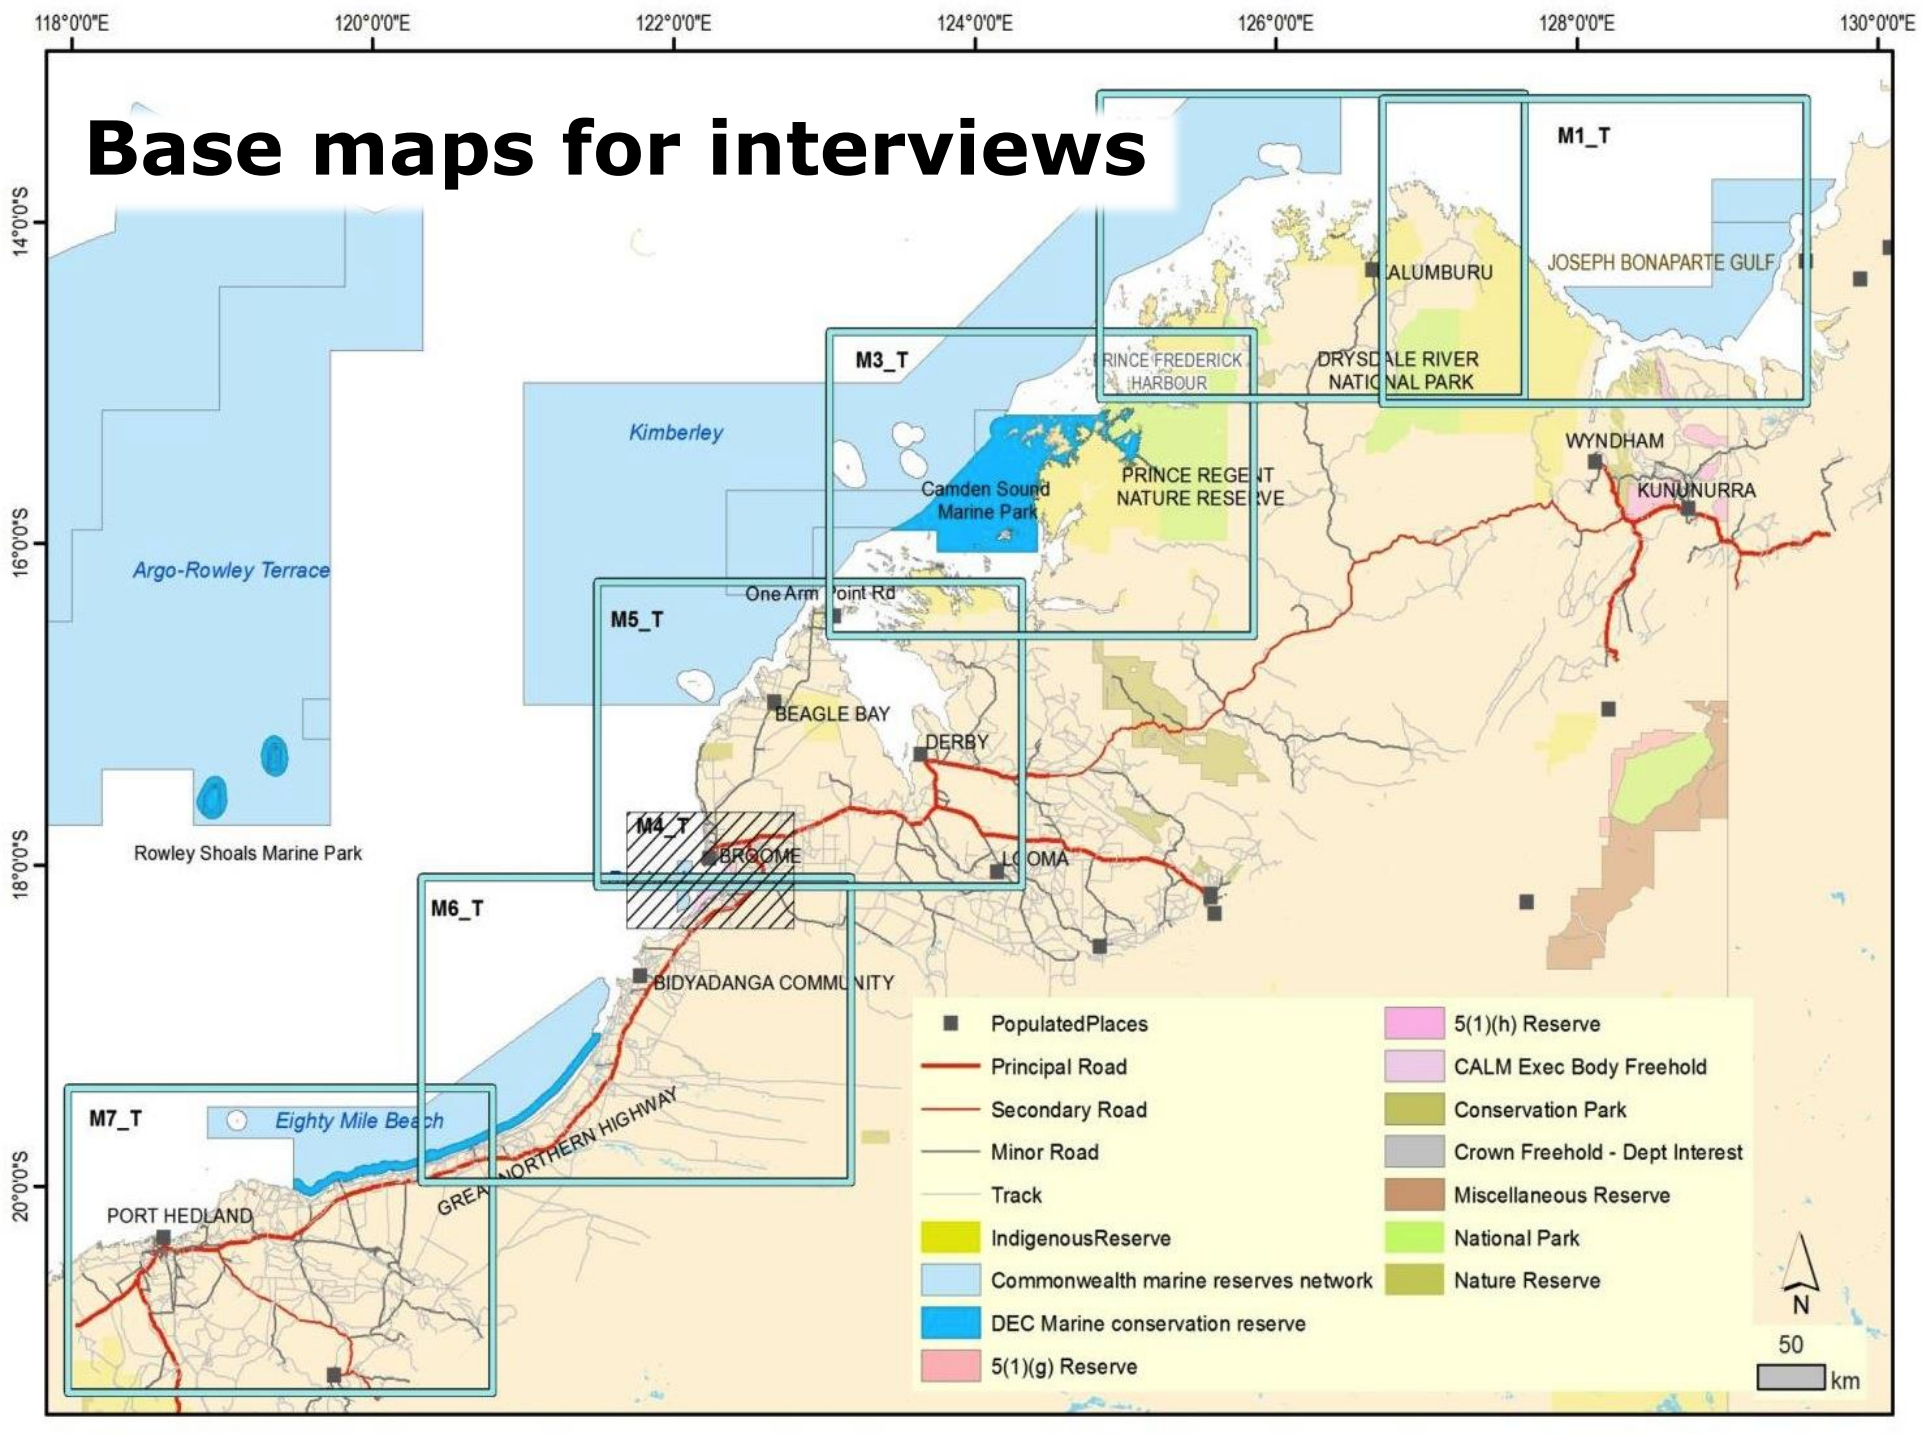 118°0'0"E
120°0'0"E
122°0'0"E
124°0'0"E
126°0'0"E
128°0'0"E
130°0'0"E
Base maps for interviews
M1_T
14°0'0"S
JOSEPH BONAPARTE GULF
KALUMBURU
M3_T
PRINCE FREDERICK
HARBOUR
DRYSDALE RIVER
NATIONAL PARK
Kimberley
WYNDHAM
Camden Sound
Marine Park
PRINCE REGENT
NATURE RESERVE
KUNUNURRA
16°0'0"S
Argo-Rowley Terrace
One Arm Point Rd
M5_T
BEAGLE BAY
DERBY
M4_T
BROOME
LOOMA
Rowley Shoals Marine Park
18°0'0"S
M6_T
BIDYADANGA COMMUNITY
M7_T
Eighty Mile Beach
GREAT NORTHERN HIGHWAY
20°0'0"S
PORT HEDLAND
PopulatedPlaces
Principal Road
Secondary Road
Minor Road
Track
IndigenousReserve
Commonwealth marine reserves network
DEC Marine conservation reserve
5(1)(g) Reserve
5(1)(h) Reserve
CALM Exec Body Freehold
Conservation Park
Crown Freehold - Dept Interest
Miscellaneous Reserve
National Park
Nature Reserve
N
50
km